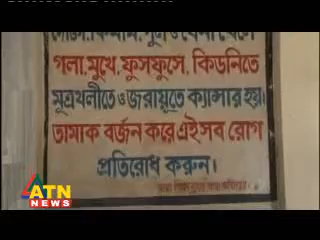 গলা, মুখে, ফুসফুসে, কিডনিতে
মূত্রথলীতে ও জরায়ূতে ক্যান্সার হয়।
তামাক বর্জন করে এইসব রোগ
প্রতিরোধ করুন।
ATN
NEWS